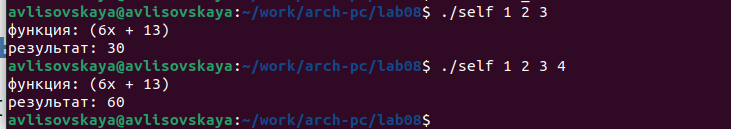 avlisovskaya@avlisovskaya:~/work/arch-pc/lab08$ ./self 1 2 3
функция: (6x + 13)
результат: 30
avlisovskaya@avlisovskaya:~/work/arch-pc/lab08$ ./self 1 2 3 4
функция: (6x + 13)
результат: 60
avlisovskaya@avlisovskaya:~/work/arch-pc/lab08$